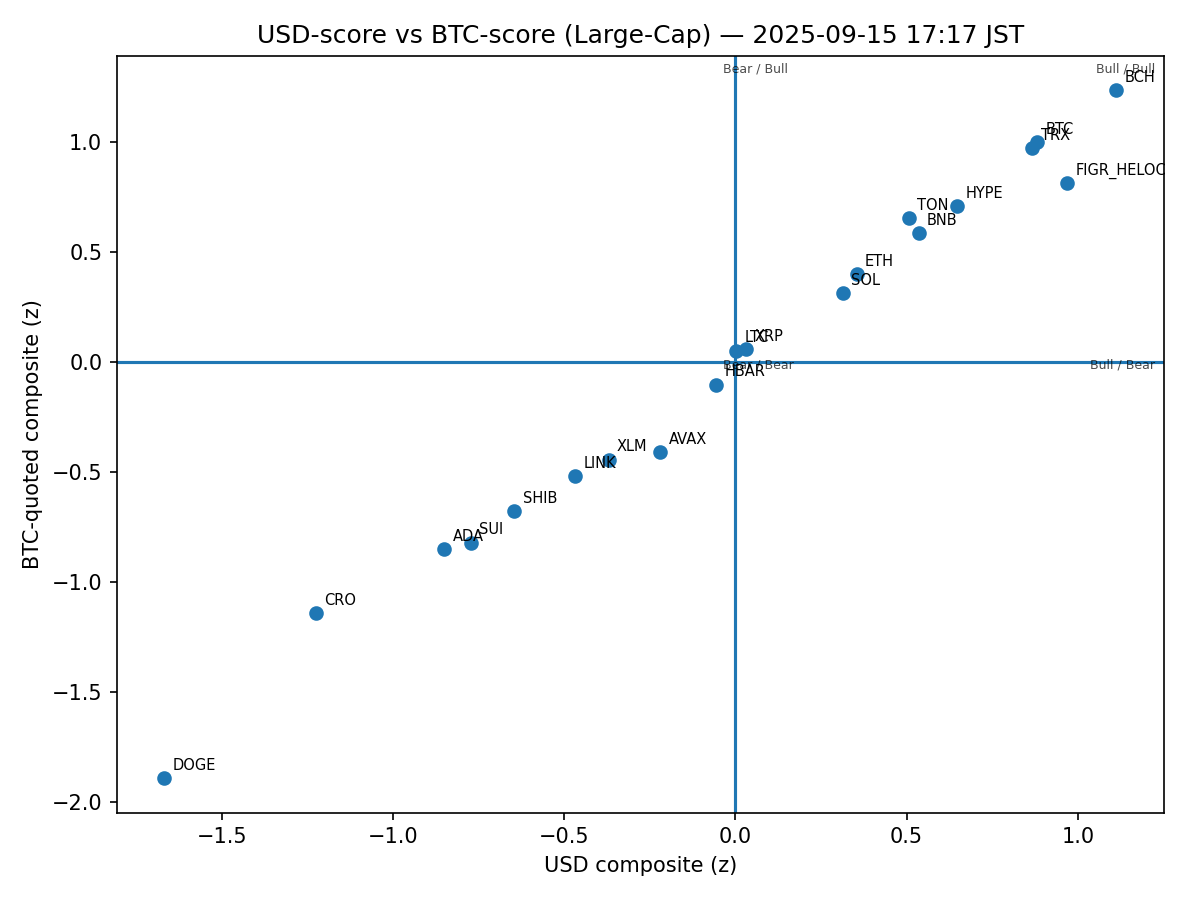 USD-score vs BTC-score (Large-Cap) — 2025-09-15 17:17 JST
Bear / Bull
Bull / Bull
BCH
BTC
TRX
FIGR_HELOC
HYPE
TON
BNB
ETH
SOL
LTC
XRP
Bear / Bear
Bull / Bear
HBAR
AVAX
XLM
LINK
SHIB
SUI
ADA
CRO
DOGE
1.0
0.5
0.0
−0.5
−1.0
−1.5
−2.0
BTC-quoted composite (z)
−1.5
−1.0
−0.5
0.0
0.5
1.0
USD composite (z)